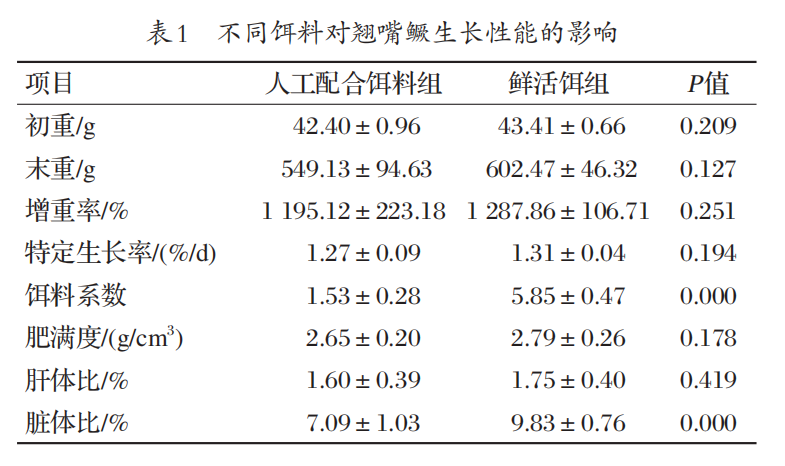 表1 不同饵料对翘嘴鳜生长性能的影响
项目 人工配合饵料组 鲜活饵组 P值
初重/g 42.40±0.96 43.41±0.66 0.209
末重/g 549.13±94.63 602.47±46.32 0.127
增重率/% 1 195.12±223.18 1 287.86±106.71 0.251
特定生长率/(%/d) 1.27±0.09 1.31±0.04 0.194
饵料系数 1.53±0.28 5.85±0.47 0.000
肥满度/(g/cm³) 2.65±0.20 2.79±0.26 0.178
肝体比/% 1.60±0.39 1.75±0.40 0.419
脏体比/% 7.09±1.03 9.83±0.76 0.000